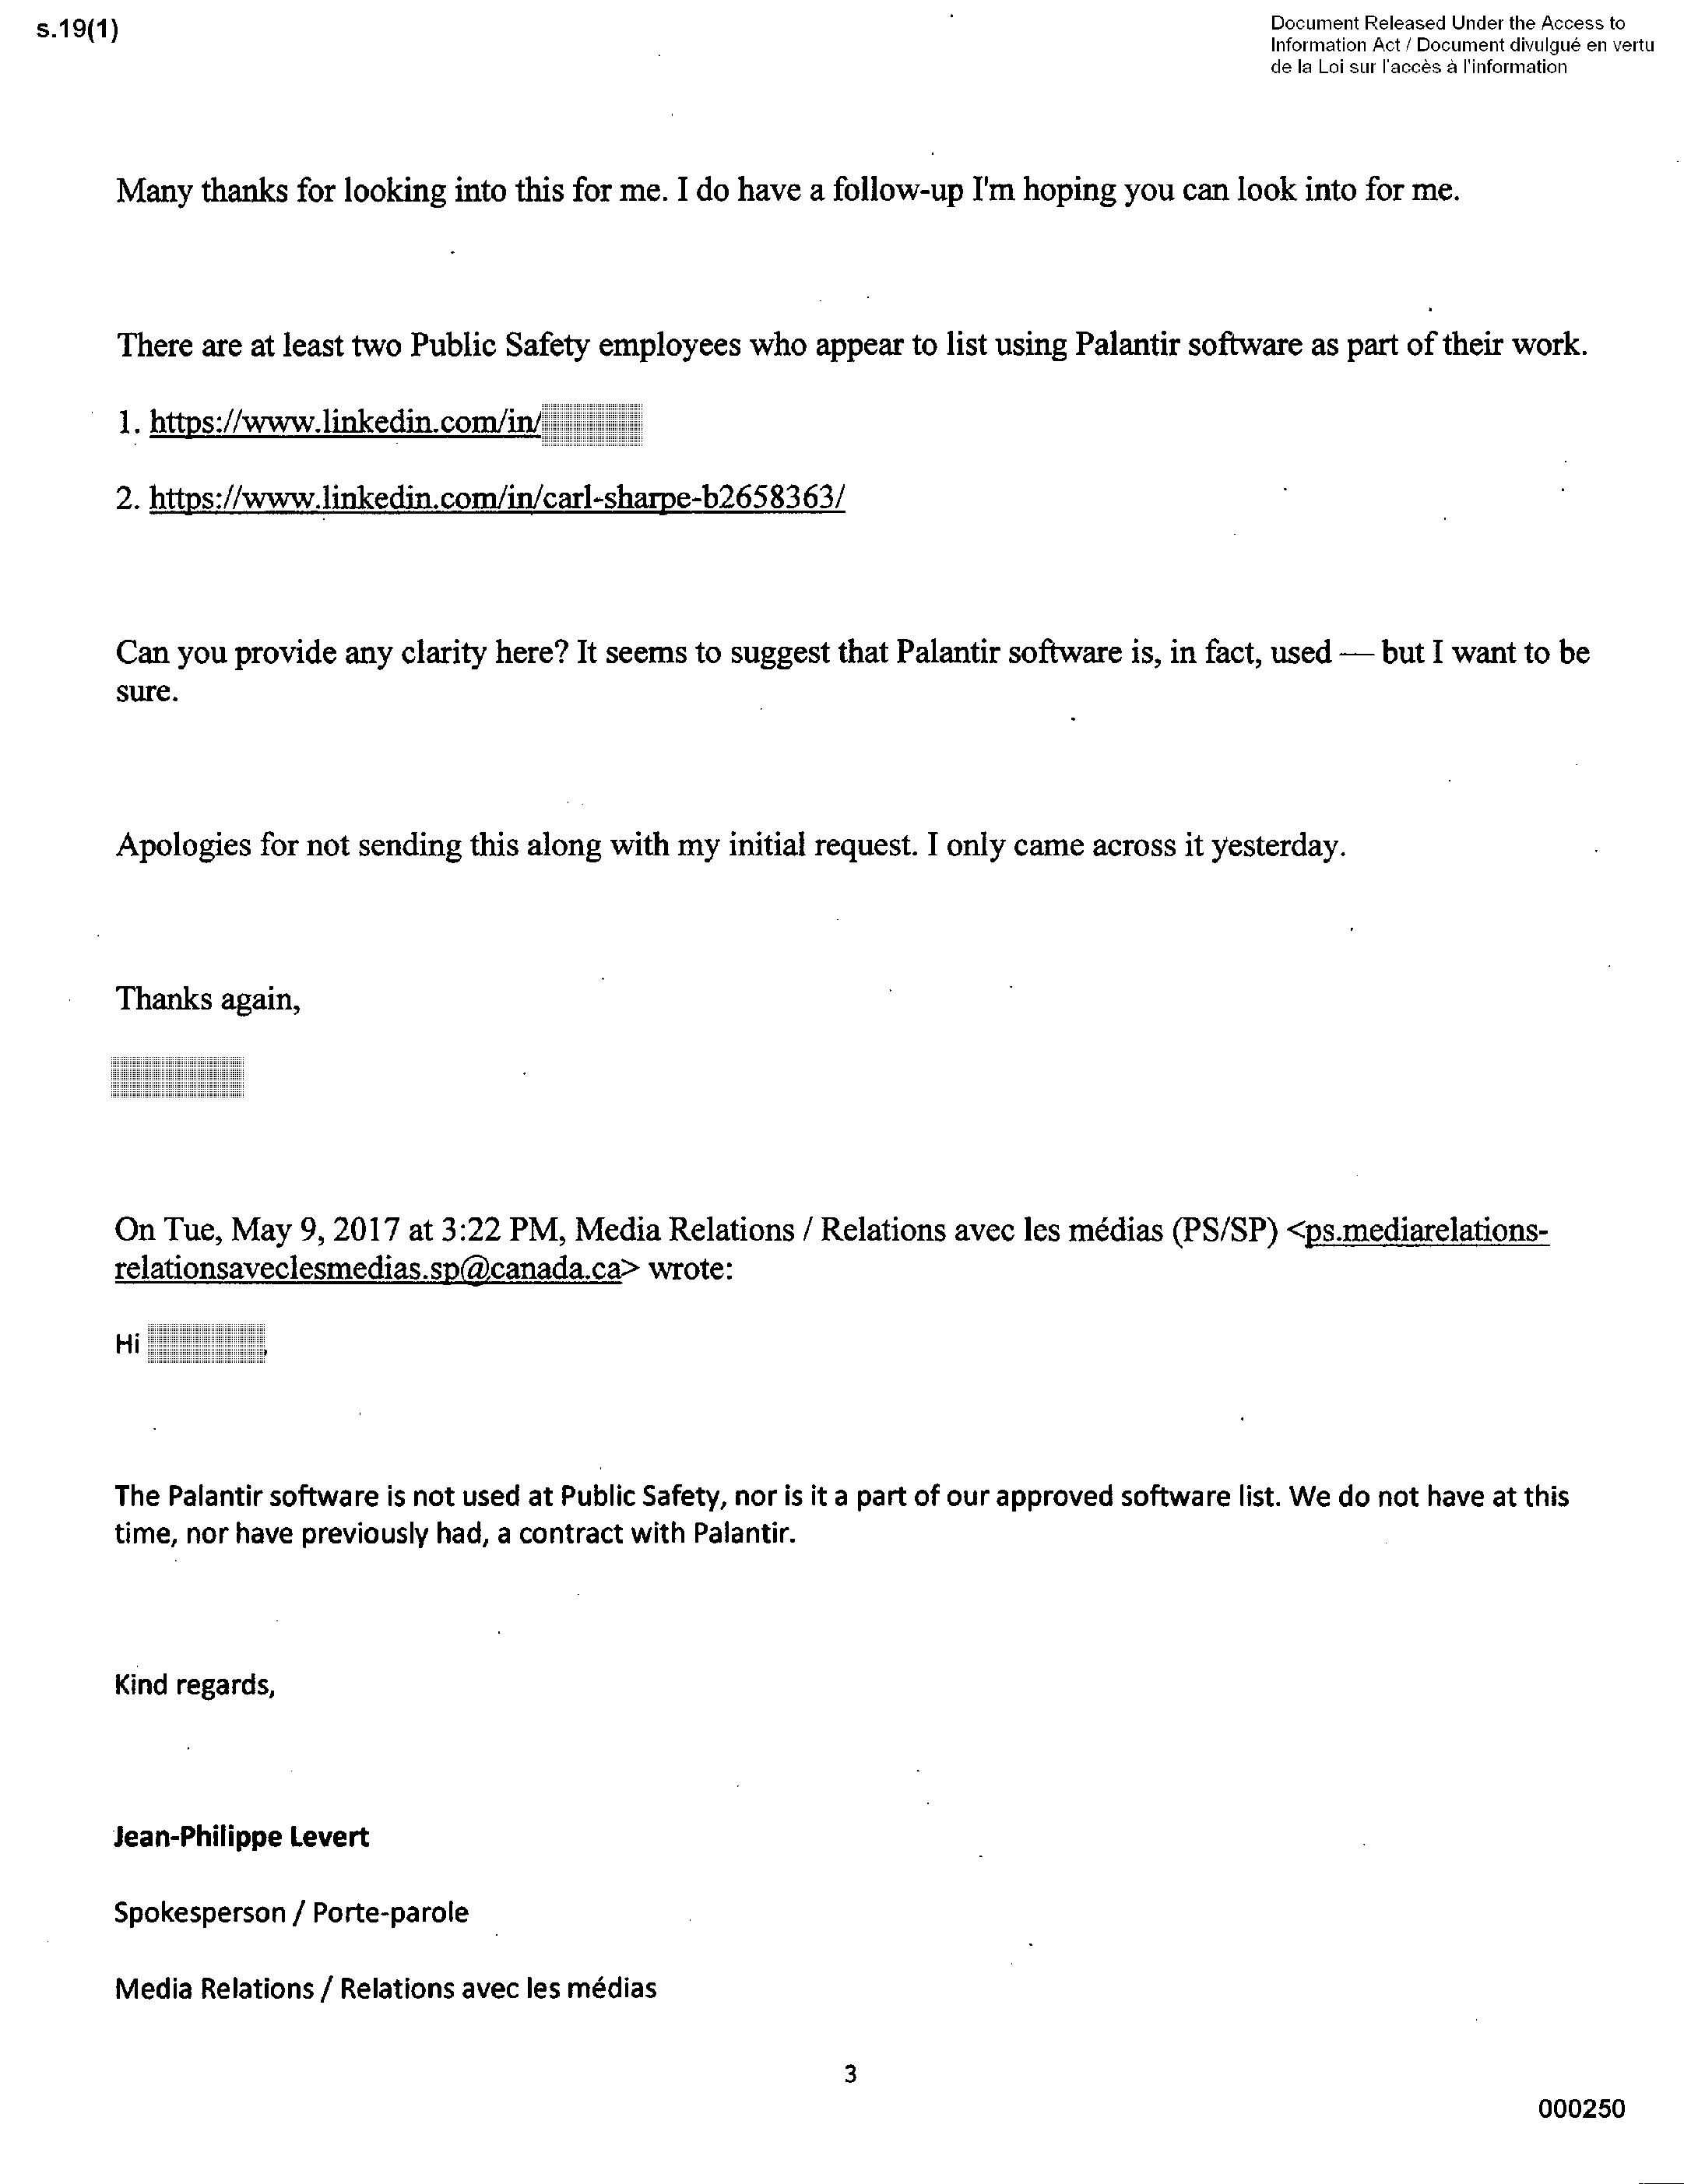 s.19(1)
Document Released Under the Access to
Information Act / Document divulgué en vertu
de la Loi sur l'accès à l'information
Many thanks for looking into this for me. I do have a follow-up I'm hoping you can look into for me.
There are at least two Public Safety employees who appear to list using Palantir software as part of their work.
1. https://www.linkedin.com/in/
2. https://www.linkedin.com/in/carl-sharpe-b2658363/
Can you provide any clarity here? It seems to suggest that Palantir software is, in fact, used — but I want to be
sure.
Apologies for not sending this along with my initial request. I only came across it yesterday.
Thanks again,
On Tue, May 9, 2017 at 3:22 PM, Media Relations / Relations avec les médias (PS/SP) <ps.mediarelations-
relationsaveclesmedias.sp@canada.ca> wrote:
Hi ,
The Palantir software is not used at Public Safety, nor is it a part of our approved software list. We do not have at this
time, nor have previously had, a contract with Palantir.
Kind regards,
Jean-Philippe Levert
Spokesperson / Porte-parole
Media Relations / Relations avec les médias
3
000250